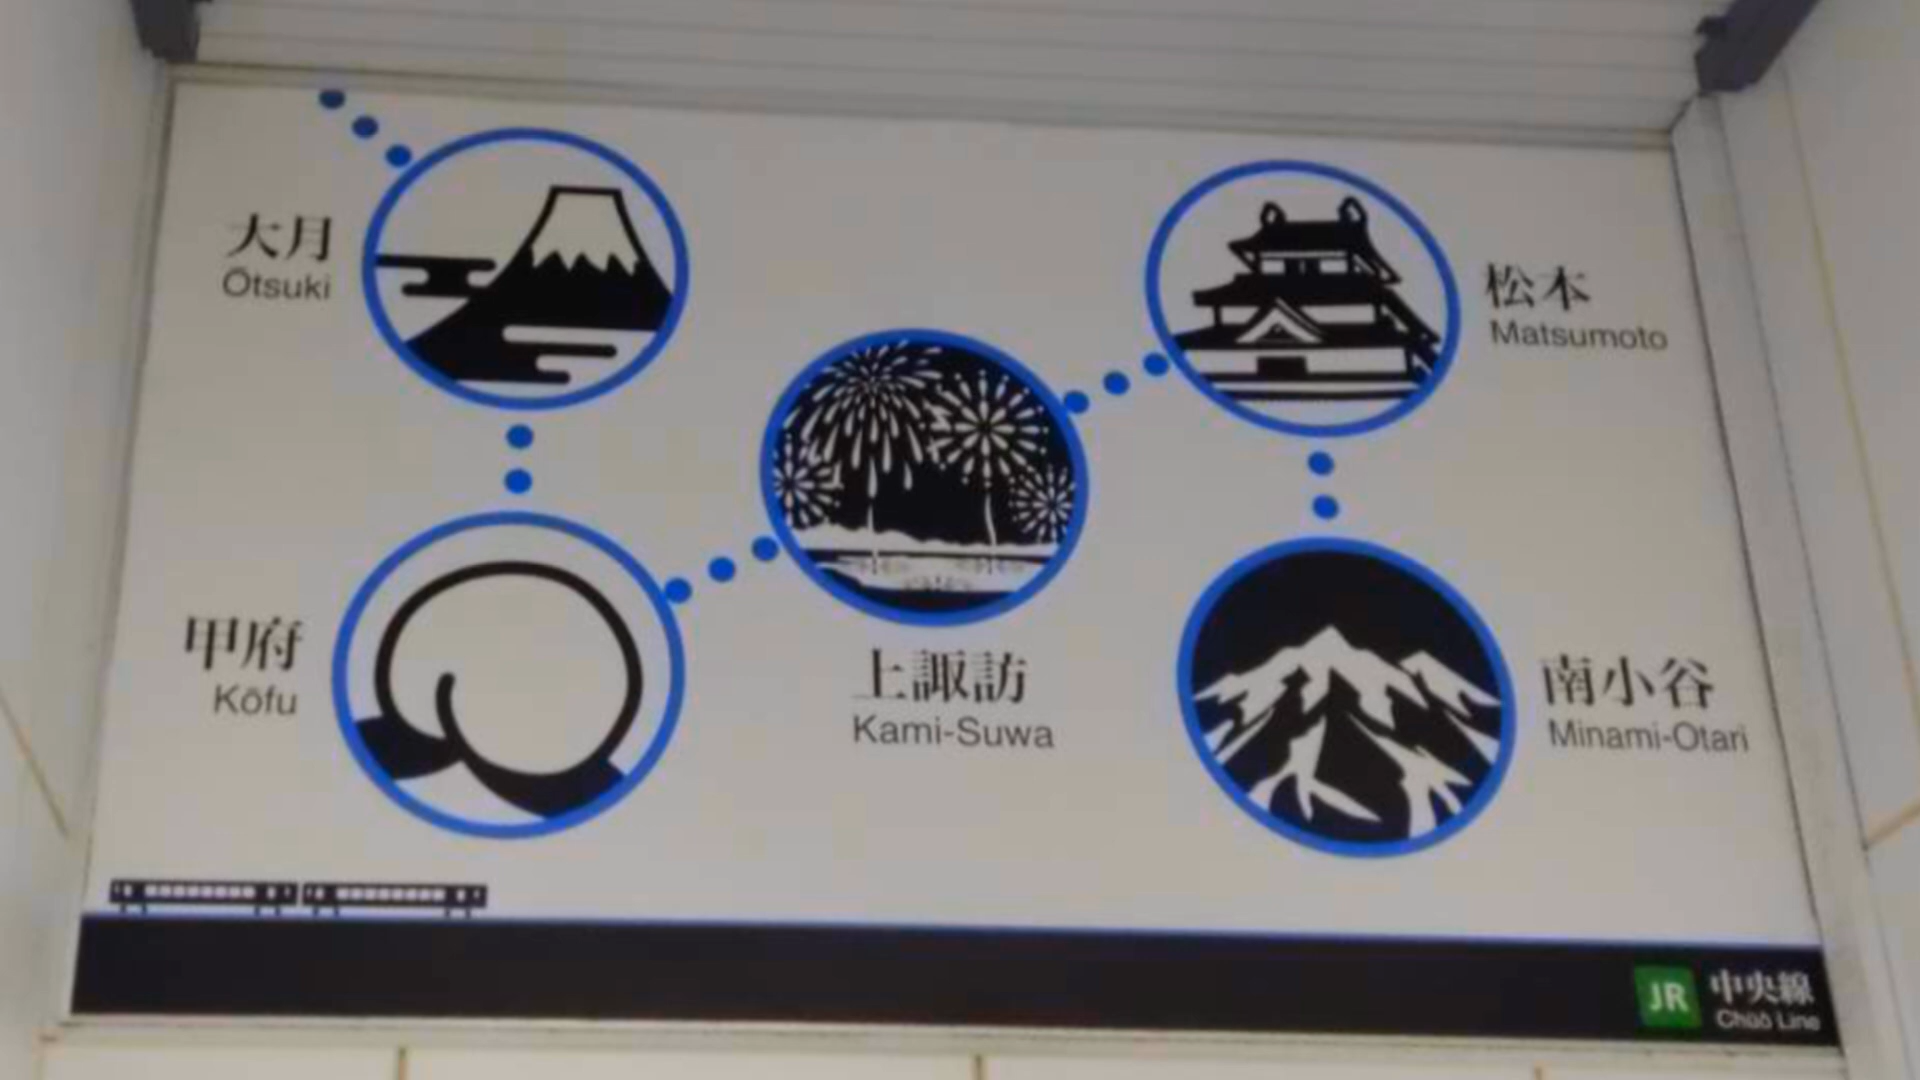 大月
Ōtsuki
松本
Matsumoto
甲府
Kōfu
上諏訪
Kami-Suwa
南小谷
Minami-Otari
JR 中央線
Chūō Line